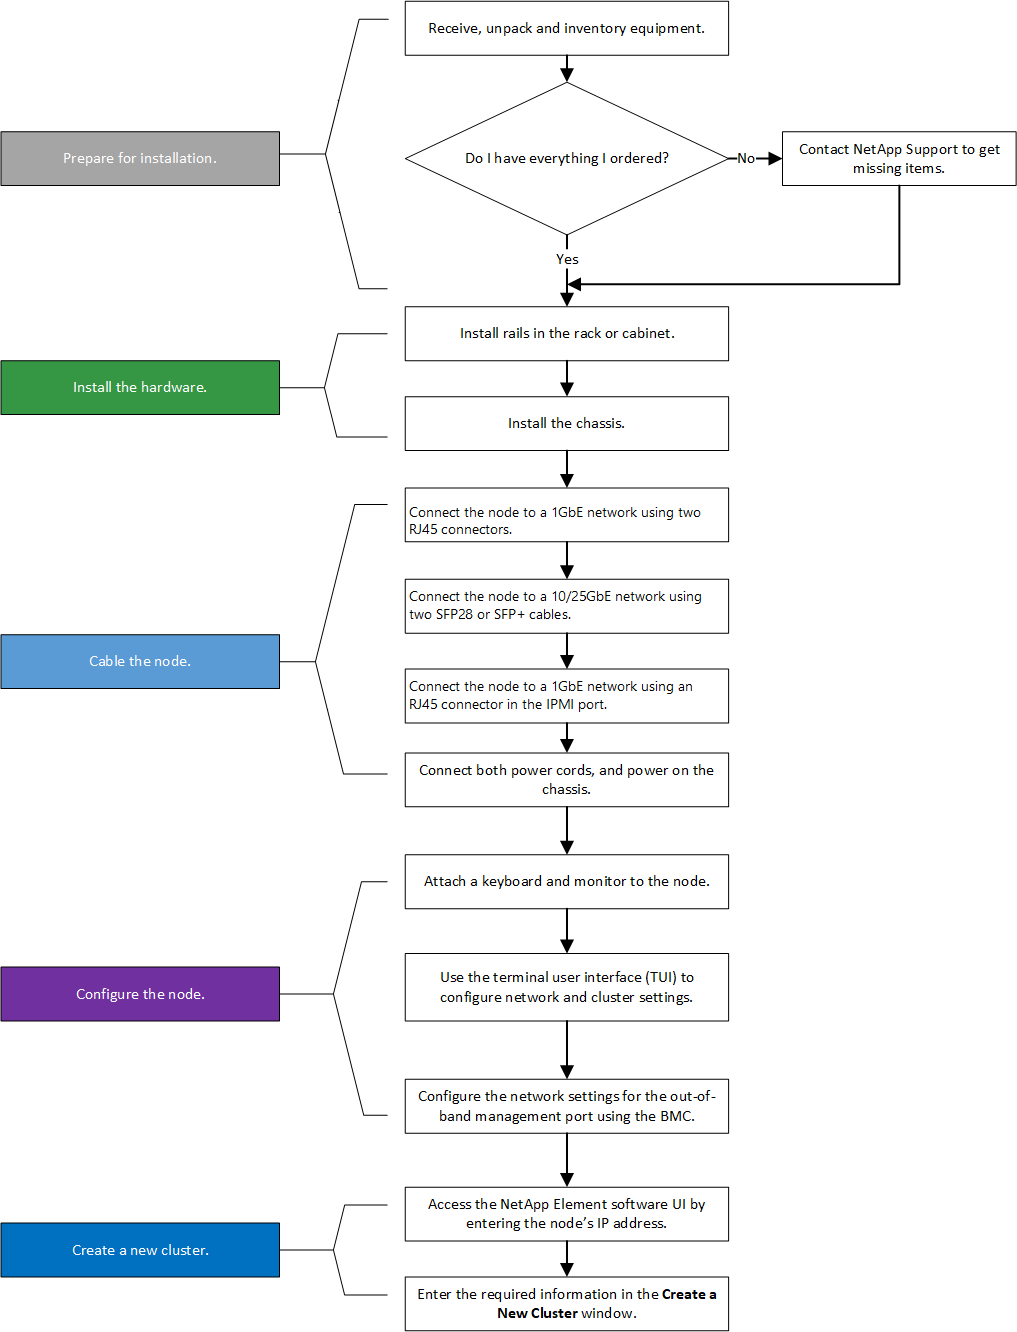 Receive, unpack and inventory equipment.
Prepare for installation.
Do I have everything I ordered?
No
Contact NetApp Support to get
missing items.
Yes
Install rails in the rack or cabinet.
Install the hardware.
Install the chassis.
Connect the node to a 1GbE network using two
RJ45 connectors.
Connect the node to a 10/25GbE network using
two SFP28 or SFP+ cables.
Cable the node.
Connect the node to a 1GbE network using an
RJ45 connector in the IPMI port.
Connect both power cords, and power on the
chassis.
Attach a keyboard and monitor to the node.
Configure the node.
Use the terminal user interface (TUI) to
configure network and cluster settings.
Configure the network settings for the out-of-
band management port using the BMC.
Access the NetApp Element software UI by
entering the node’s IP address.
Create a new cluster.
Enter the required information in the Create a
New Cluster window.